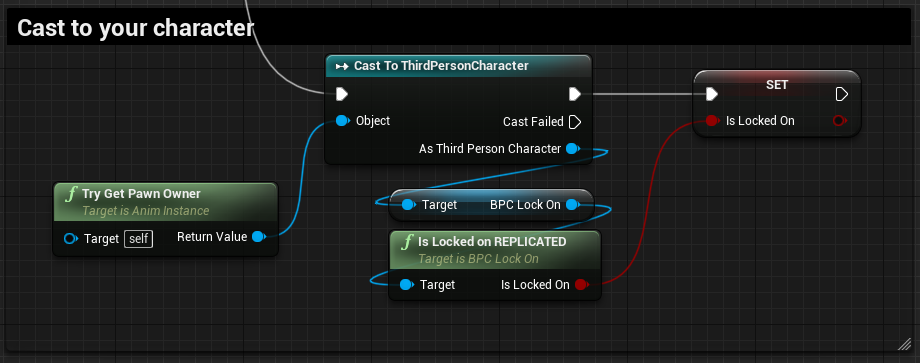 Cast to your character
Cast To ThirdPersonCharacter
Object
Cast Failed
As Third Person Character
SET
Is Locked On
Try Get Pawn Owner
Target is Anim Instance
Target self
Return Value
Target
BPC Lock On
Is Locked on REPLICATED
Target is BPC Lock On
Target
Is Locked On